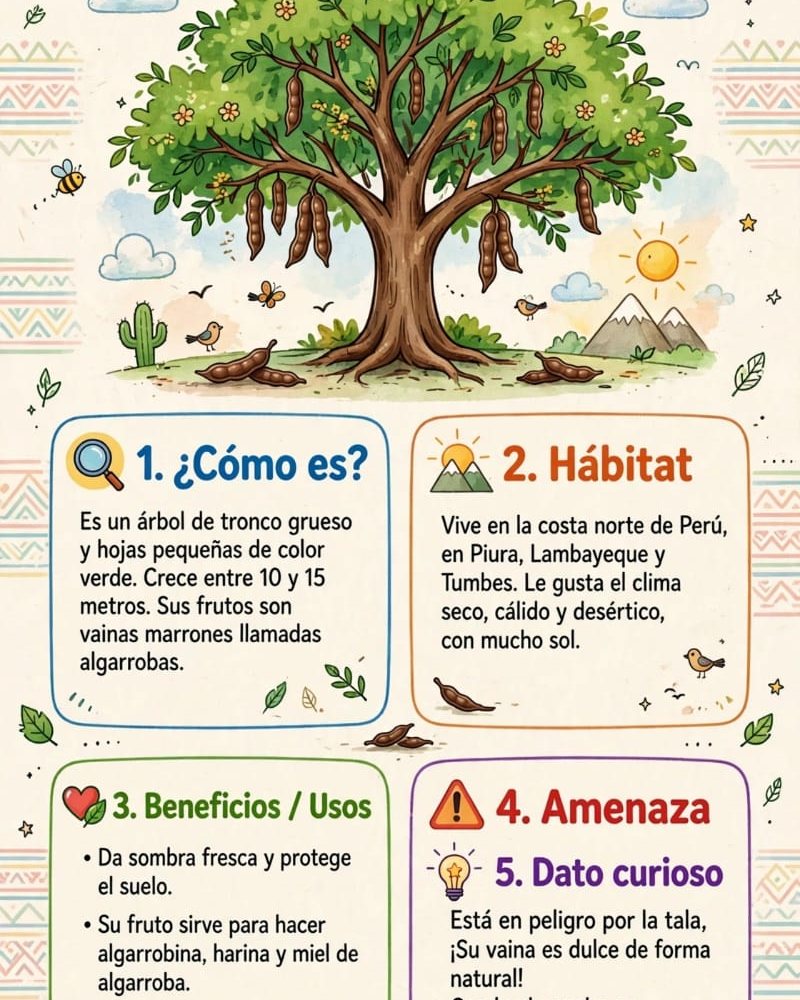 1. ¿Cómo es?
Es un árbol de tronco grueso
y hojas pequeñas de color
verde. Crece entre 10 y 15
metros. Sus frutos son
vainas marrones llamadas
algarrobas.
2. Hábitat
Vive en la costa norte de Perú,
en Piura, Lambayeque y
Tumbes. Le gusta el clima
seco, cálido y desértico,
con mucho sol.
3. Beneficios / Usos
• Da sombra fresca y protege
el suelo.
• Su fruto sirve para hacer
algarrobina, harina y miel de
algarroba.
4. Amenaza
5. Dato curioso
Está en peligro por la tala,
¡Su vaina es dulce de forma
natural!